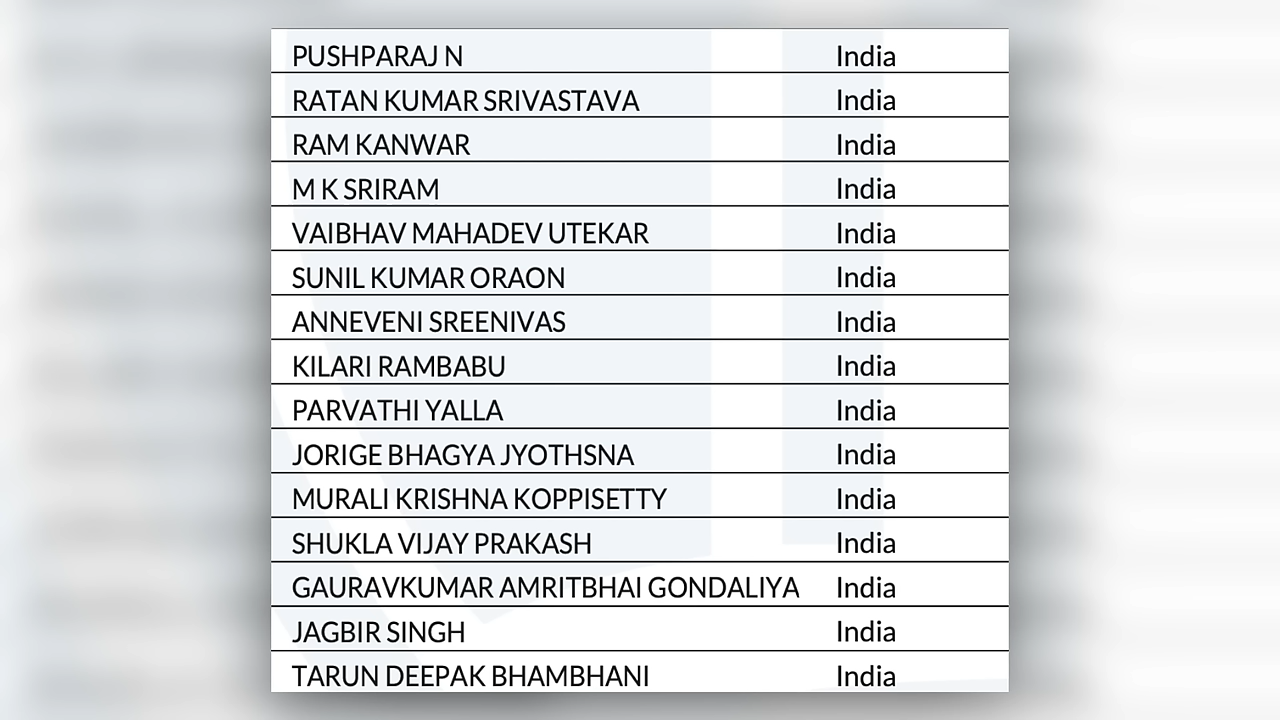 PUSHPARAJ N India
RATAN KUMAR SRIVASTAVA India
RAM KANWAR India
M K SRIRAM India
VAIBHAV MAHADEV UTEKAR India
SUNIL KUMAR ORAON India
ANNEVENI SREENIVAS India
KILARI RAMBABU India
PARVATHI YALLA India
JORIGE BHAGYA JYOTHSNA India
MURALI KRISHNA KOPPISETTY India
SHUKLA VIJAY PRAKASH India
GAURAVKUMAR AMRITBHAI GONDALIYA India
JAGBIR SINGH India
TARUN DEEPAK BHAMBHANI India